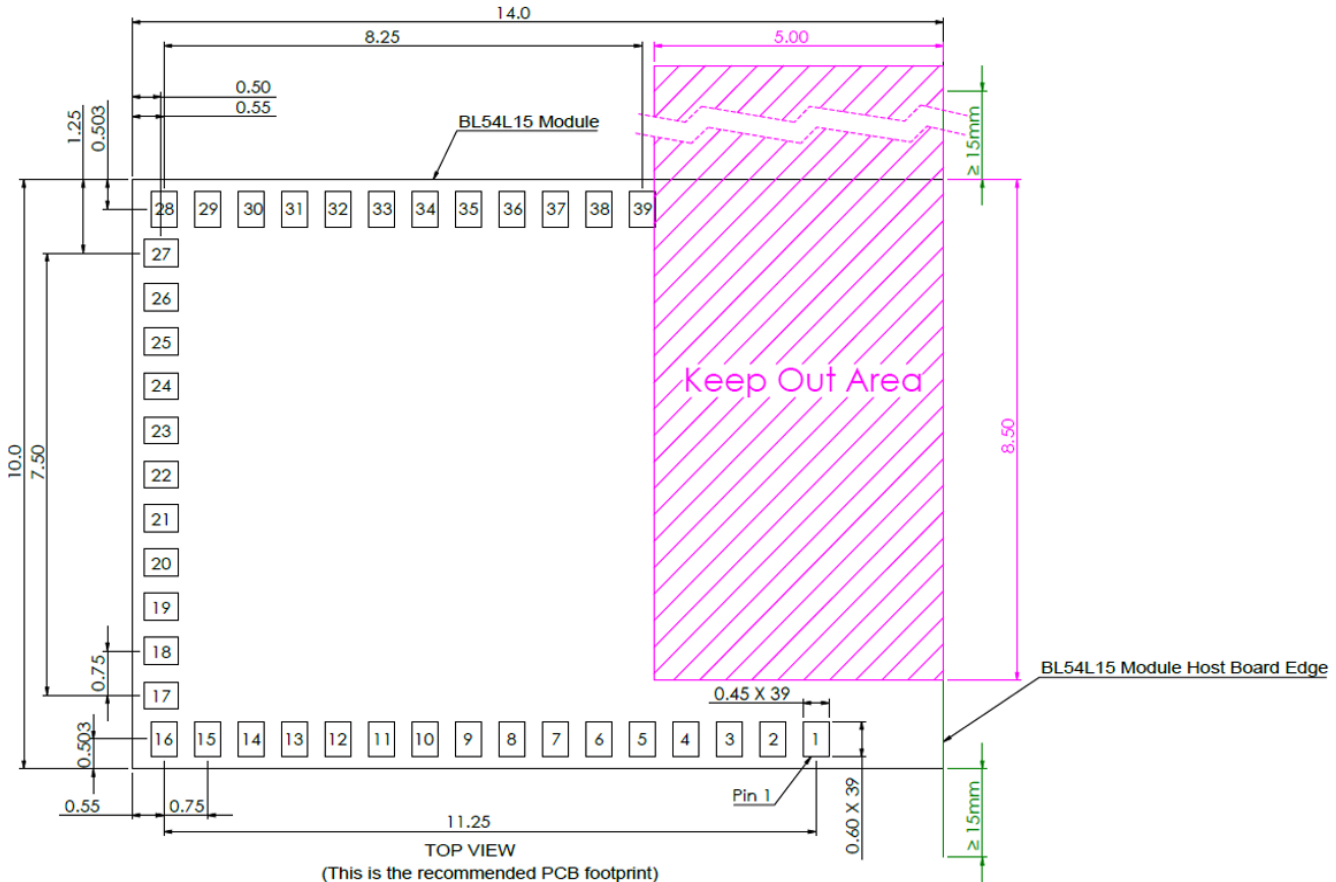 14.0
8.25
5.00
0.50
0.55
1.25
0.503
BL54L15 Module
≥ 15mm
28 29 30 31 32 33 34 35 36 37 38 39
27
26
25
24
23
22
21
20
19
18
17
10.0
7.50
Keep Out Area
8.50
0.75
BL54L15 Module Host Board Edge
0.45 X 39
16 15 14 13 12 11 10 9 8 7 6 5 4 3 2 1
0.503
0.55
0.75
Pin 1
0.60 X 39
≥ 15mm
11.25
TOP VIEW
(This is the recommended PCB footprint)